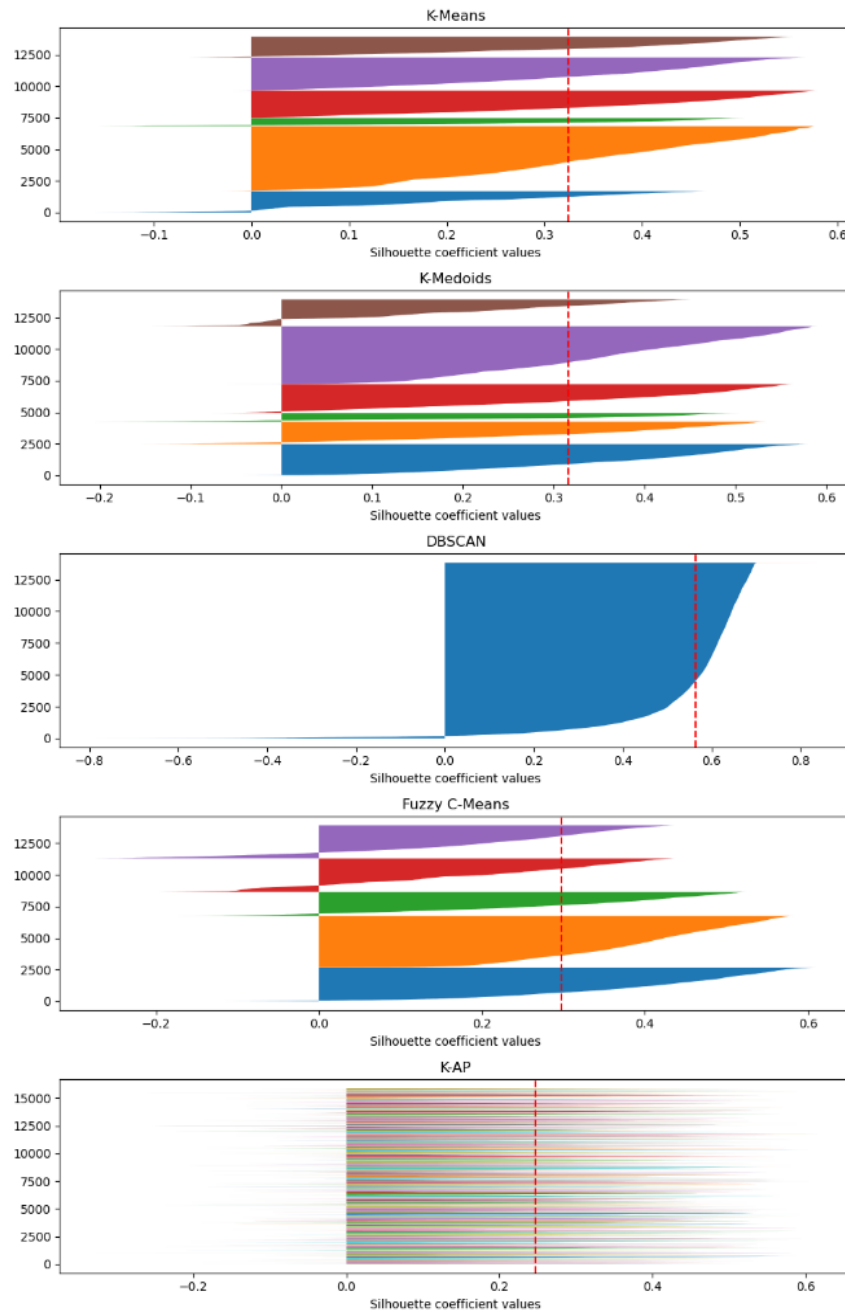 K-Means
12500
10000
7500
5000
2500
0
−0.1 0.0 0.1 0.2 0.3 0.4 0.5 0.6
Silhouette coefficient values
K-Medoids
12500
10000
7500
5000
2500
0
−0.2 −0.1 0.0 0.1 0.2 0.3 0.4 0.5 0.6
Silhouette coefficient values
DBSCAN
12500
10000
7500
5000
2500
0
−0.8 −0.6 −0.4 −0.2 0.0 0.2 0.4 0.6 0.8
Silhouette coefficient values
Fuzzy C-Means
12500
10000
7500
5000
2500
0
−0.2 0.0 0.2 0.4 0.6
Silhouette coefficient values
K-AP
15000
12500
10000
7500
5000
2500
0
−0.2 0.0 0.2 0.4 0.6
Silhouette coefficient values